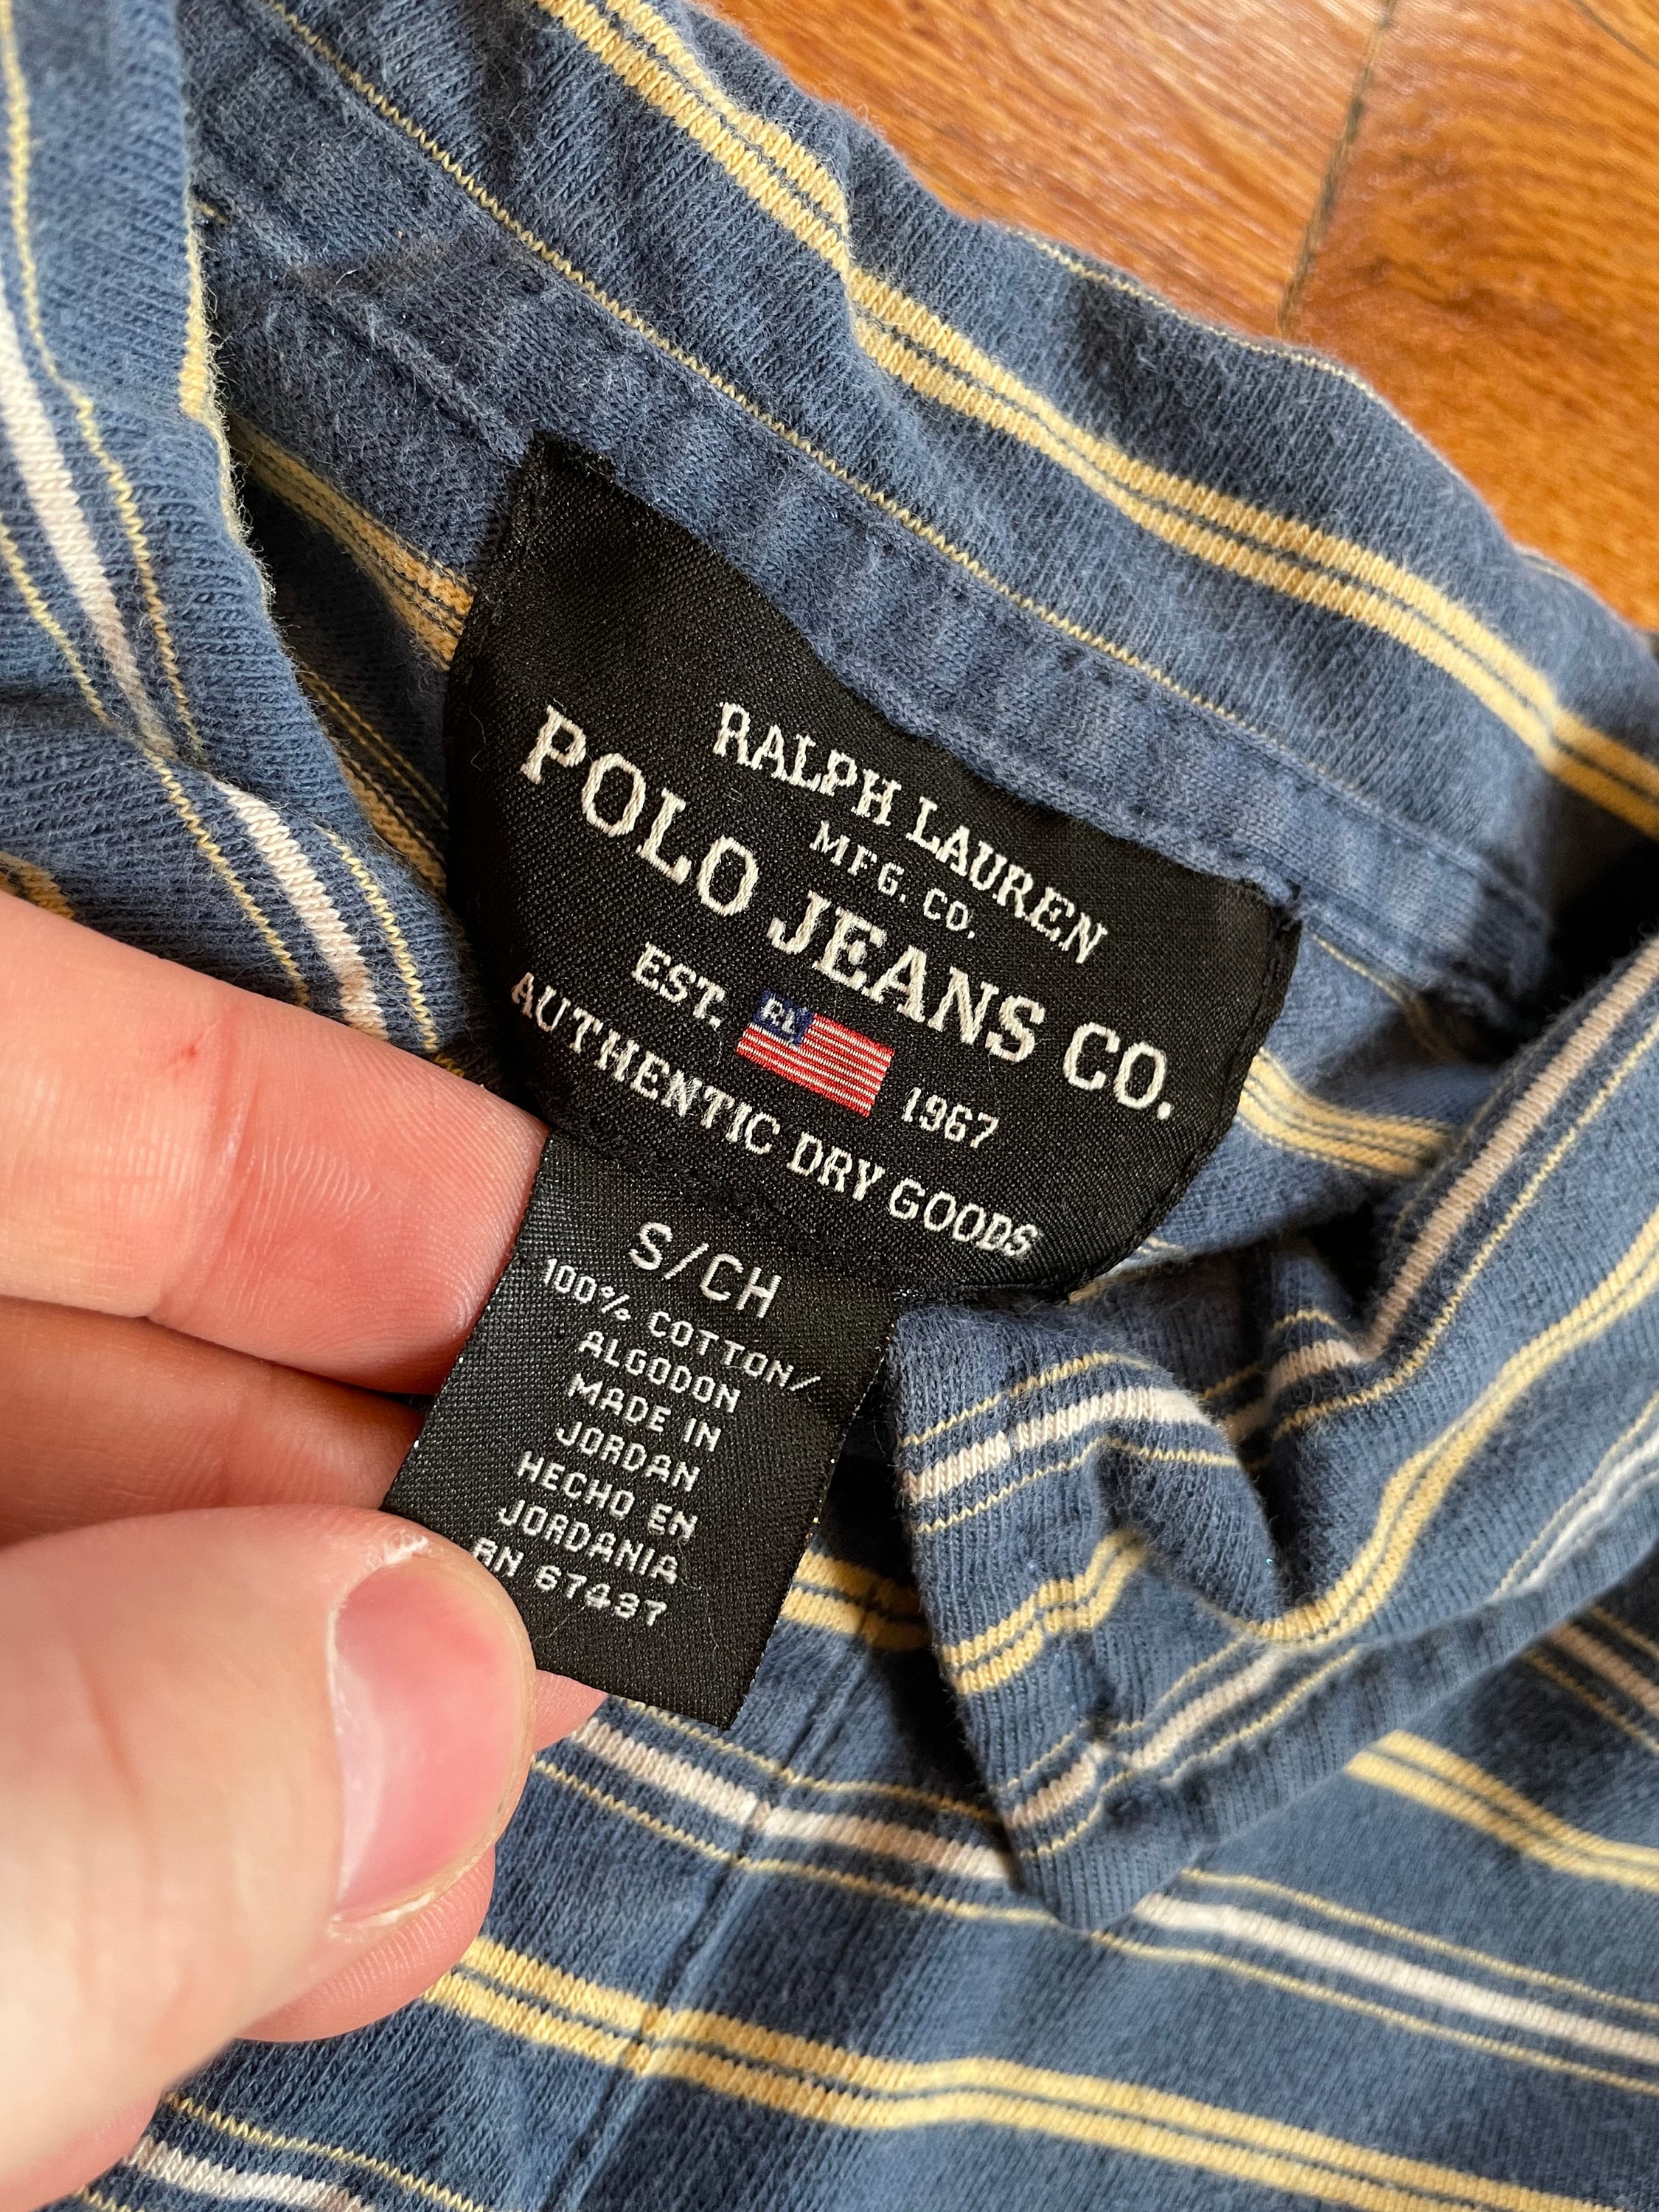 RALPH LAUREN
MFG. CO.
POLO JEANS CO.
EST. RL 1967
AUTHENTIC DRY GOODS
S/CH
100% COTTON/
ALGODON
MADE IN
JORDAN
HECHO EN
JORDANIA
RN 67437